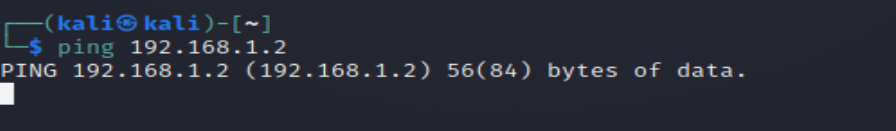 ┌──(kali㉿kali)-[~]
└─$ ping 192.168.1.2
PING 192.168.1.2 (192.168.1.2) 56(84) bytes of data.